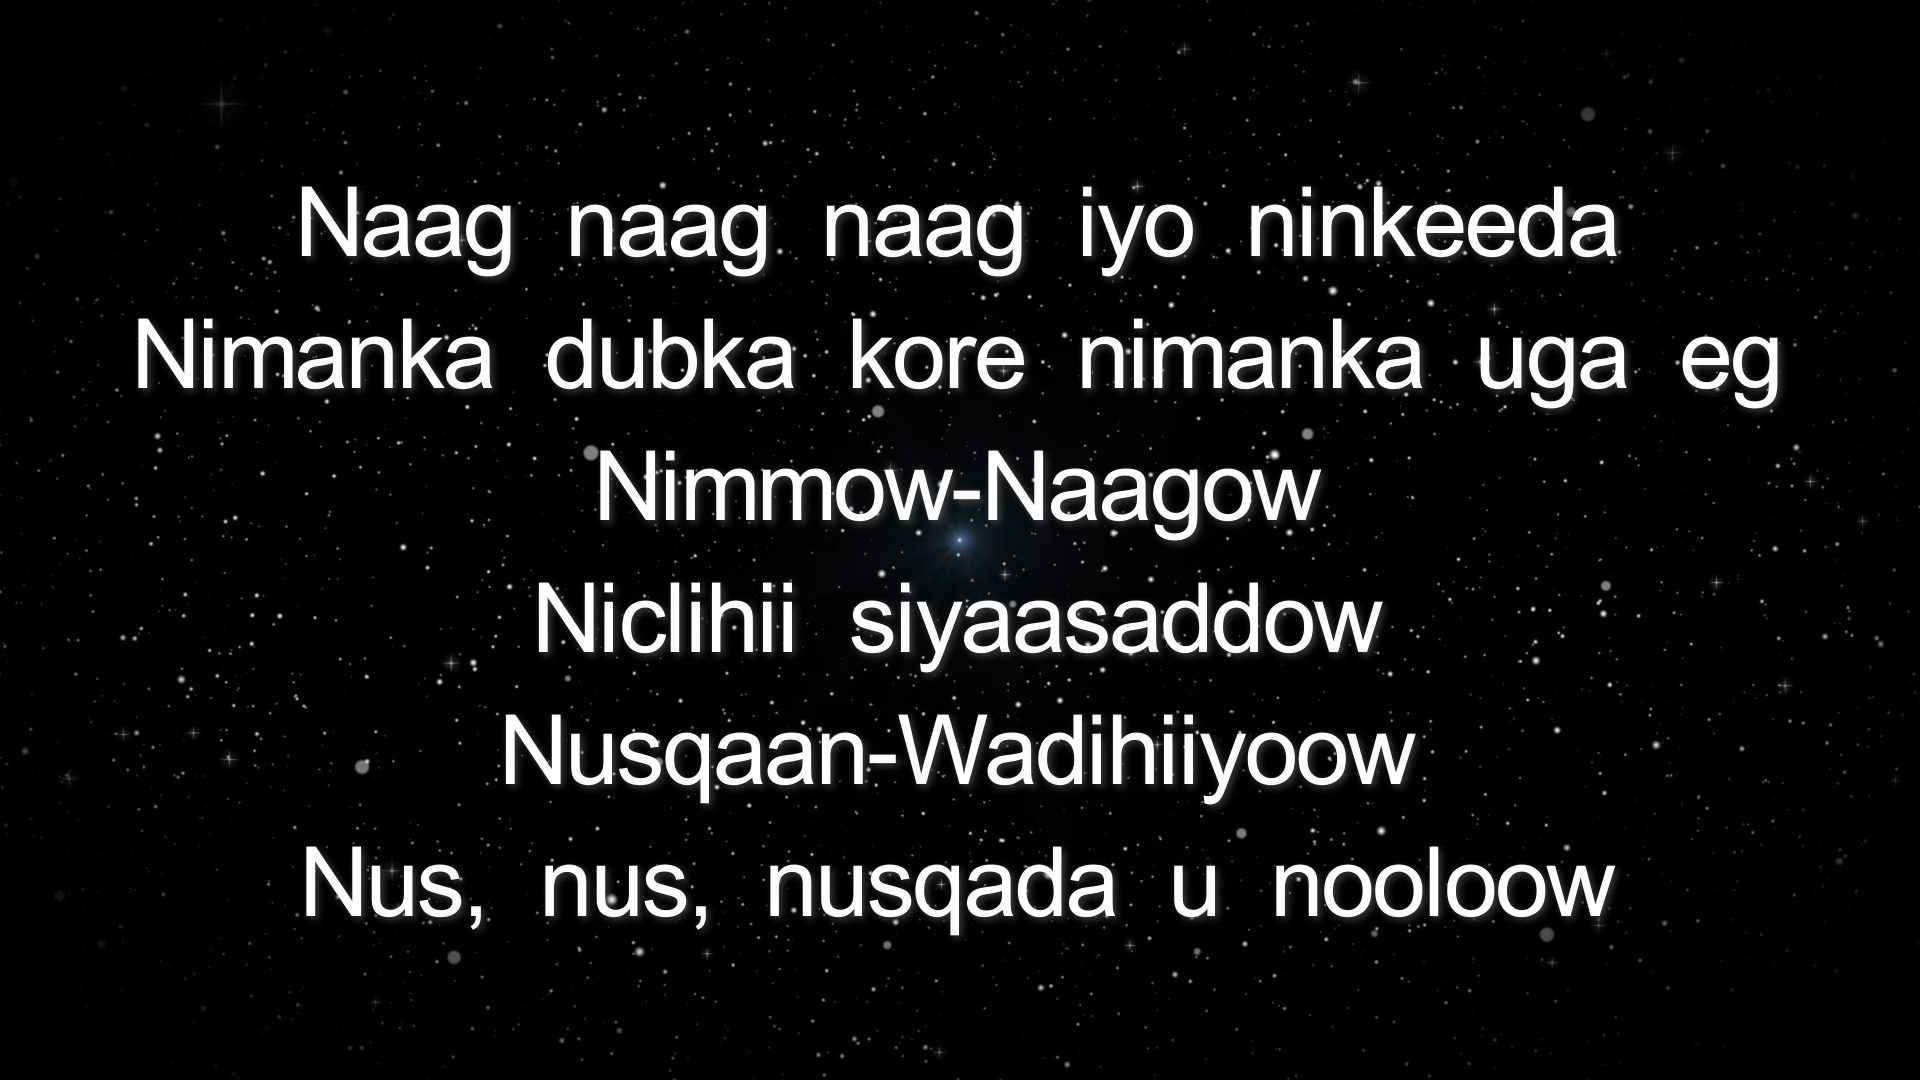 Naag naag naag iyo ninkeeda
Nimanka dubka kore nimanka uga eg
Nimmow-Naagow
Niclihii siyaasaddow
Nusqaan-Wadihiiyoow
Nus, nus, nusqada u nooloow